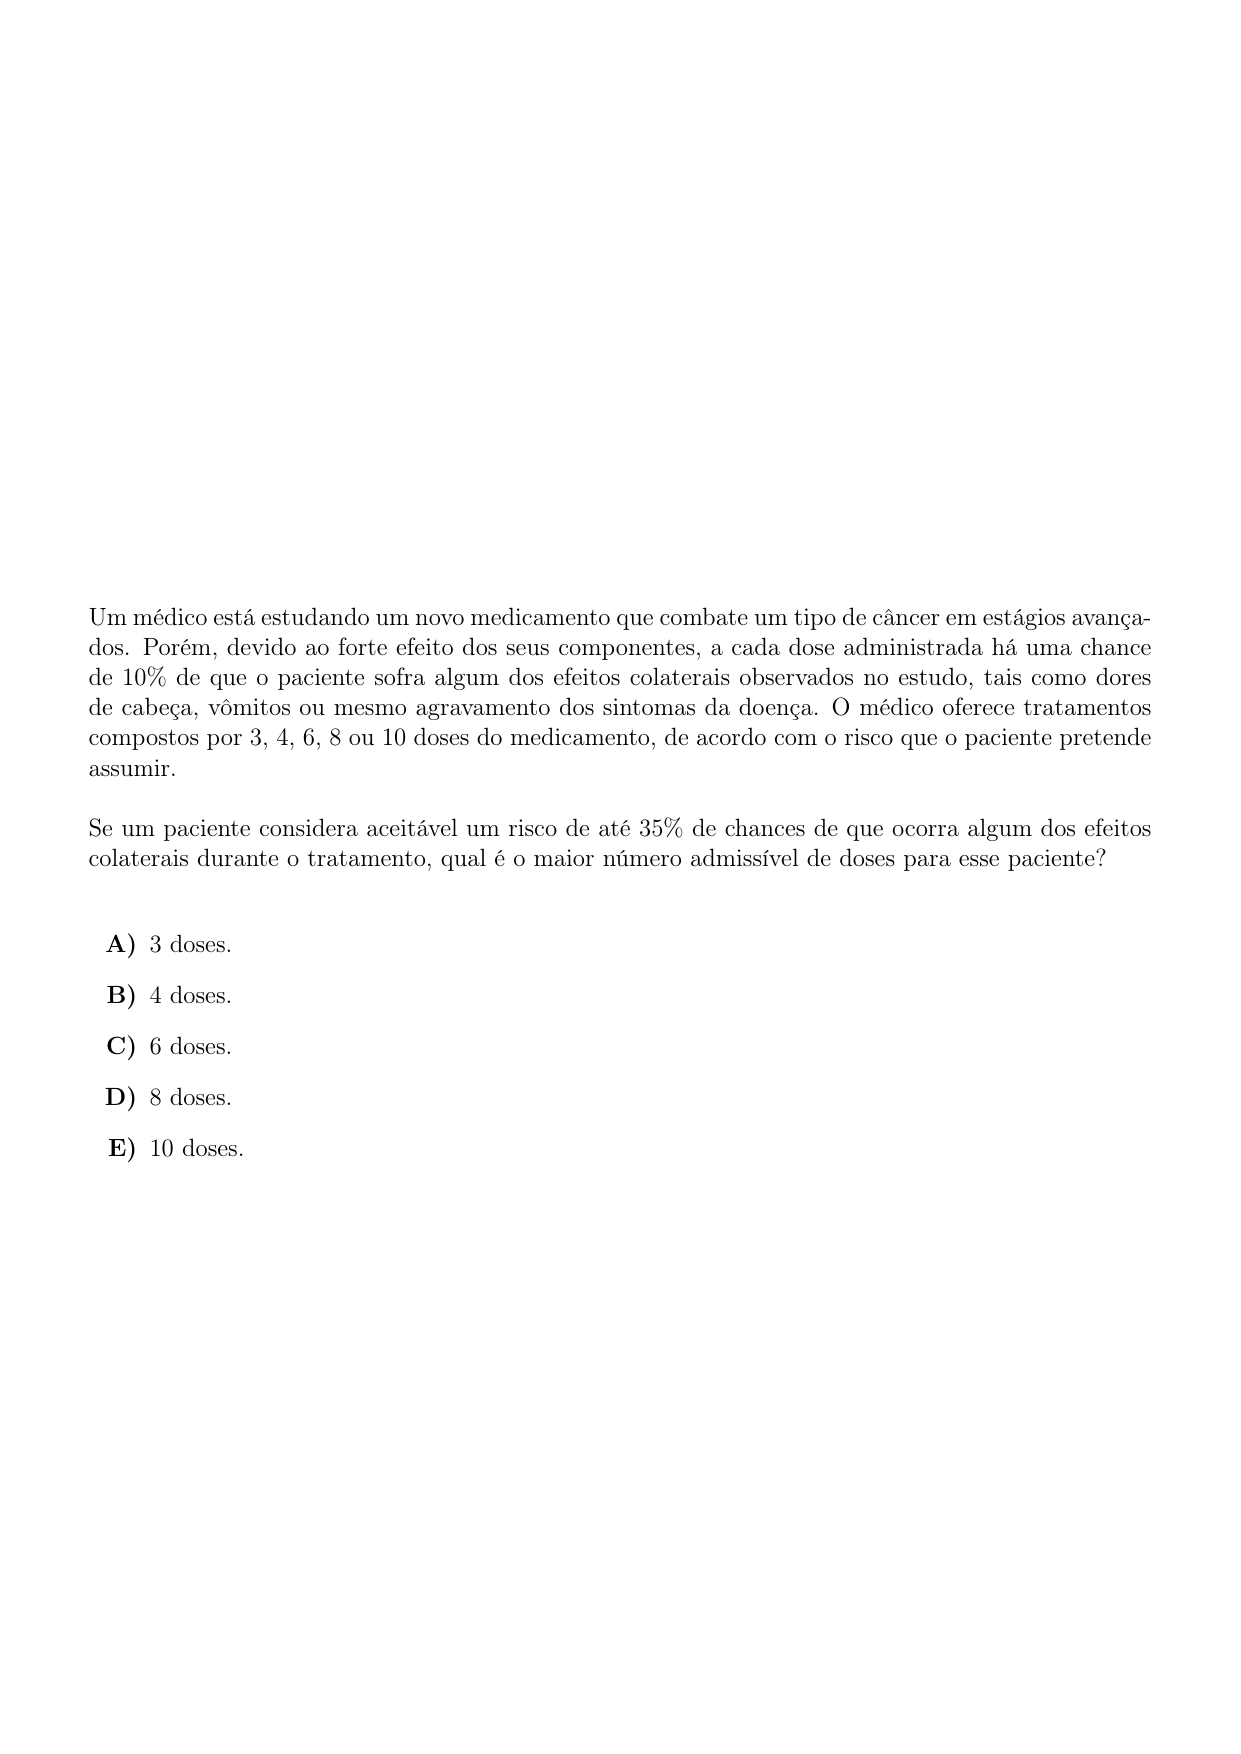 Um médico está estudando um novo medicamento que combate um tipo de câncer em estágios avança-
dos. Porém, devido ao forte efeito dos seus componentes, a cada dose administrada há uma chance
de 10% de que o paciente sofra algum dos efeitos colaterais observados no estudo, tais como dores
de cabeça, vômitos ou mesmo agravamento dos sintomas da doença. O médico oferece tratamentos
compostos por 3, 4, 6, 8 ou 10 doses do medicamento, de acordo com o risco que o paciente pretende
assumir.
Se um paciente considera aceitável um risco de até 35% de chances de que ocorra algum dos efeitos
colaterais durante o tratamento, qual é o maior número admissível de doses para esse paciente?
A) 3 doses.
B) 4 doses.
C) 6 doses.
D) 8 doses.
E) 10 doses.